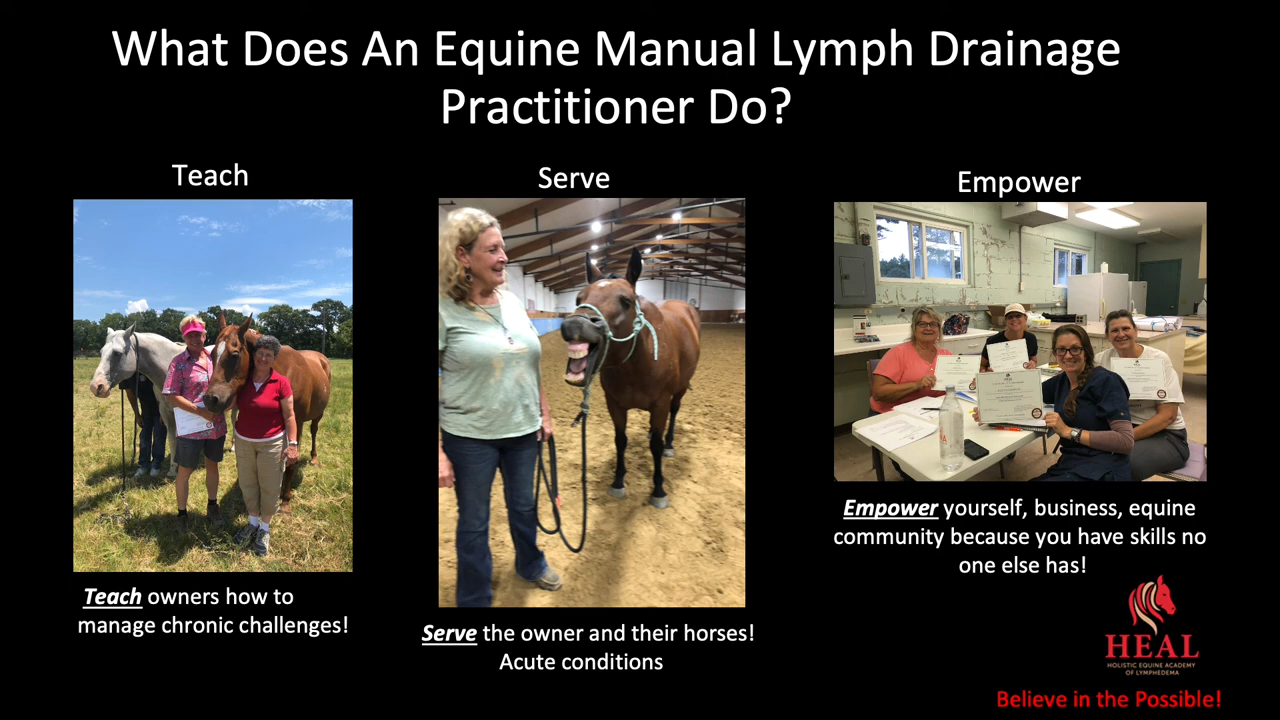 What Does An Equine Manual Lymph Drainage
Practitioner Do?
Teach
Serve
Empower
Teach owners how to
manage chronic challenges!
Serve the owner and their horses!
Acute conditions
Empower yourself, business, equine
community because you have skills no
one else has!
HEAL
HOLISTIC EQUINE ACADEMY
OF LYMPHEDEMA
Believe in the Possible!